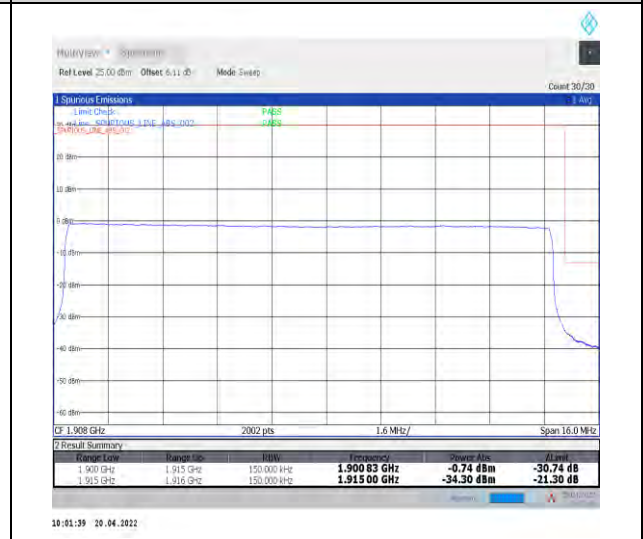 MultiView Spectrum
Ref Level 25.00 dBm Offset 6.11 dB Mode Sweep
Count 30/30
1 Spurious Emissions 1 Avg
Limit Check PASS
Line SPURIOUS_LINE_ABS_002 PASS
20 dBm
10 dBm
0 dBm
-10 dBm
-20 dBm
-30 dBm
-40 dBm
-50 dBm
-60 dBm
CF 1.908 GHz 2002 pts 1.6 MHz/ Span 16.0 MHz
2 Result Summary
Range Low Range Up RBW Frequency Power Abs ΔLimit
1.900 GHz 1.915 GHz 150.000 kHz 1.90083 GHz -0.74 dBm -30.74 dB
1.915 GHz 1.916 GHz 150.000 kHz 1.91500 GHz -34.30 dBm -21.30 dB
10:01:39 20.04.2022